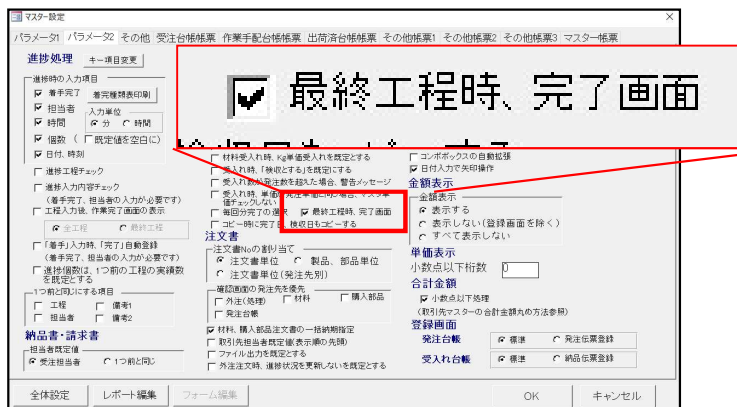 マスター設定
パラメータ1 パラメータ2 その他 受注台帳帳票 作業手配台帳帳票 出荷済台帳帳票 その他帳票1 その他帳票2 その他帳票3 マスター帳票
進捗処理 キー項目変更
進捗時の入力項目
着手完了 着完種類表印刷
担当者 入力単位
時間 分 時間
個数 ( 既定値を空白に)
日付、時刻
進捗工程チェック
進捗入力内容チェック
(着手完了、担当者の入力が必要です)
工程入力後、作業完了画面の表示
全工程 最終工程
「着手」入力時、「完了」自動登録
(着手完了、担当者の入力が必要です)
進捗個数は、1つ前の工程の実績数
を既定とする
1つ前と同じにする項目
工程 備考1
担当者 備考2
納品書・請求書
担当者既定値
受注担当者 1つ前と同じ
最終工程時、完了画面
材料受入れ時、Kg単価受入れを既定とする
受入れ時、「検収とする」を既定にする
受入れ数が発注数を超えた場合、警告メッセージ
受入れ時、単価が発注単価と同じ場合、マスタ単
価チェックしない
毎回分完了の選択 最終工程時、完了画面
コピー時に完了日、検収日もコピーする
注文書
注文書Noの割り当て
注文書単位 製品、部品単位
注文書単位(発注先別)
確認画面の発注先を優先
外注(処理) 材料 購入部品
発注台帳
材料、購入部品注文書の一括納期指定
取引先担当者既定値(表示順の先頭)
ファイル出力を既定とする
外注注文時、進捗状況を更新しないを既定とする
コンボボックスの自動拡張
日付入力で矢印操作
金額表示
金額表示
表示する
表示しない(登録画面を除く)
すべて表示しない
単価表示
小数点以下桁数 0
合計金額
小数点以下処理
(取引先マスターの合計金額丸の方法参照)
登録画面
発注台帳 標準 発注伝票登録
受入れ台帳 標準 納品伝票登録
全体設定 レポート編集 フォーム編集 OK キャンセル